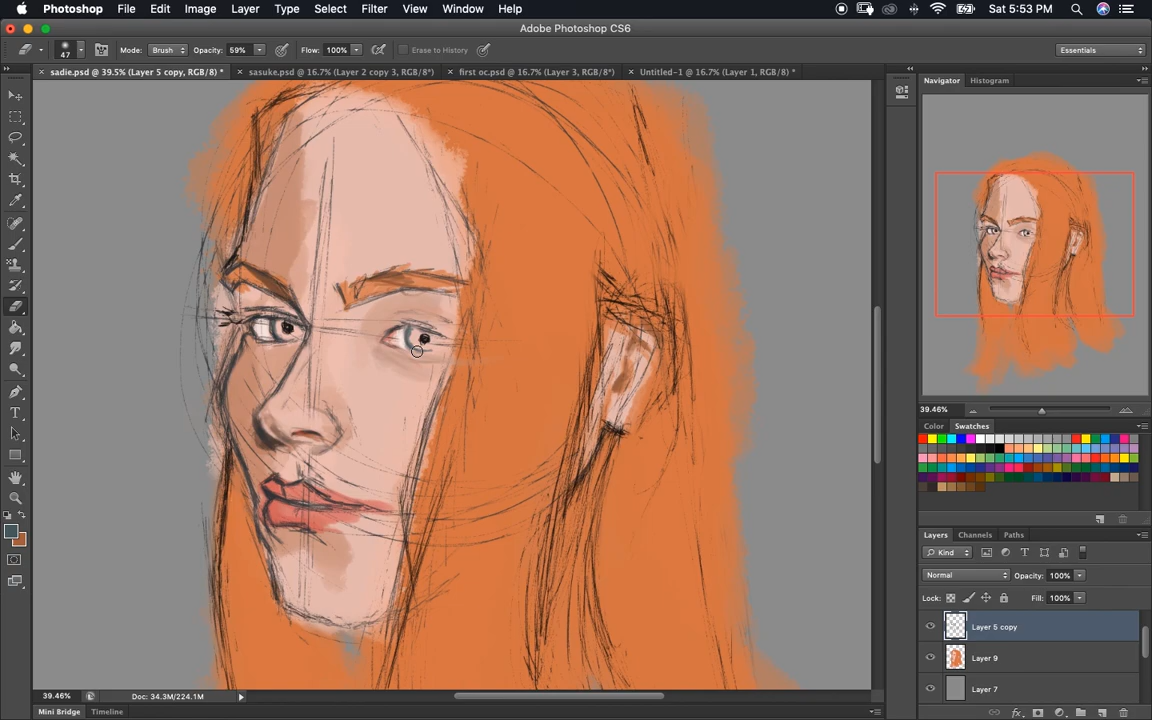 Photoshop File Edit Image Layer Type Select Filter View Window Help Sat 5:53 PM
Adobe Photoshop CS6
47 Mode: Brush Opacity: 59% Flow: 100% Erase to History Essentials
sadie.psd @ 39.5% (Layer 5 copy, RGB/8) * sasuke.psd @ 16.7% (Layer 2 copy 3, RGB/8*) first oc.psd @ 16.7% (Layer 3, RGB/8*) Untitled-1 @ 16.7% (Layer 1, RGB/8*) *
Navigator Histogram
39.46%
Color Swatches
Layers Channels Paths
Kind
Normal Opacity: 100%
Lock: Fill: 100%
Layer 5 copy
Layer 9
Layer 7
39.46% Doc: 34.3M/224.1M
Mini Bridge Timeline